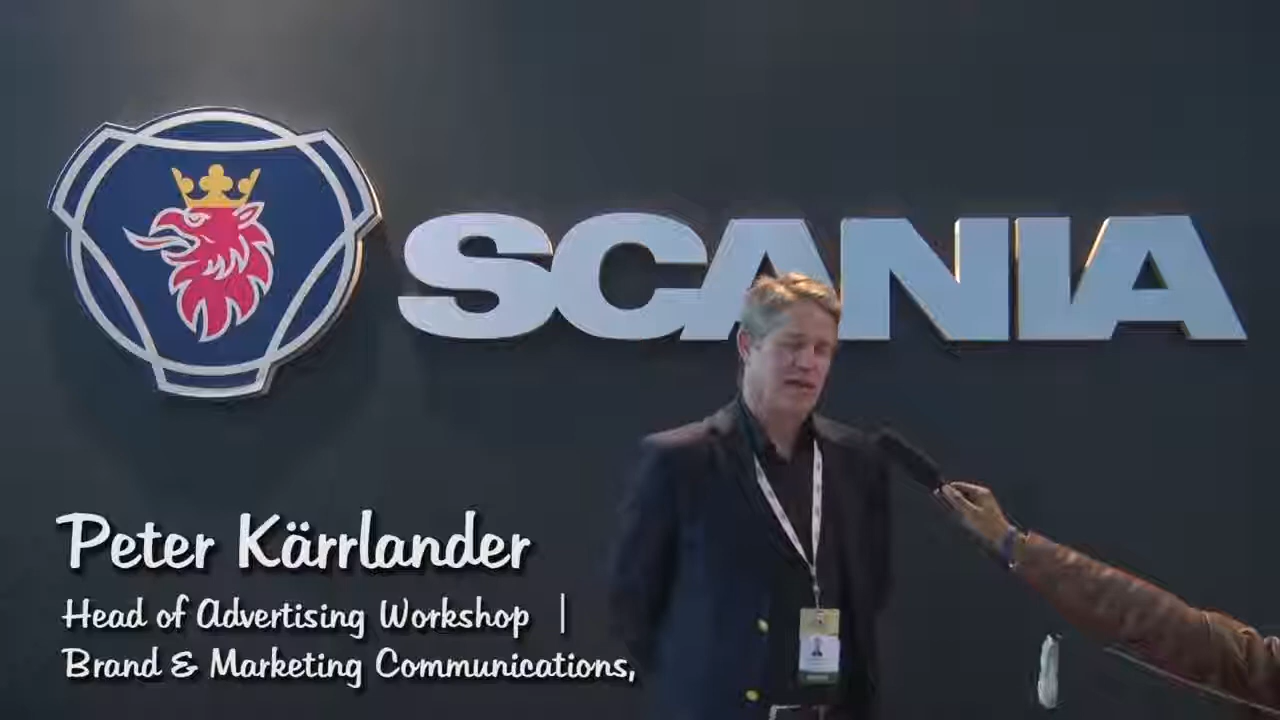 SCANIA
Peter Kärrlander
Head of Advertising Workshop |
Brand & Marketing Communications,